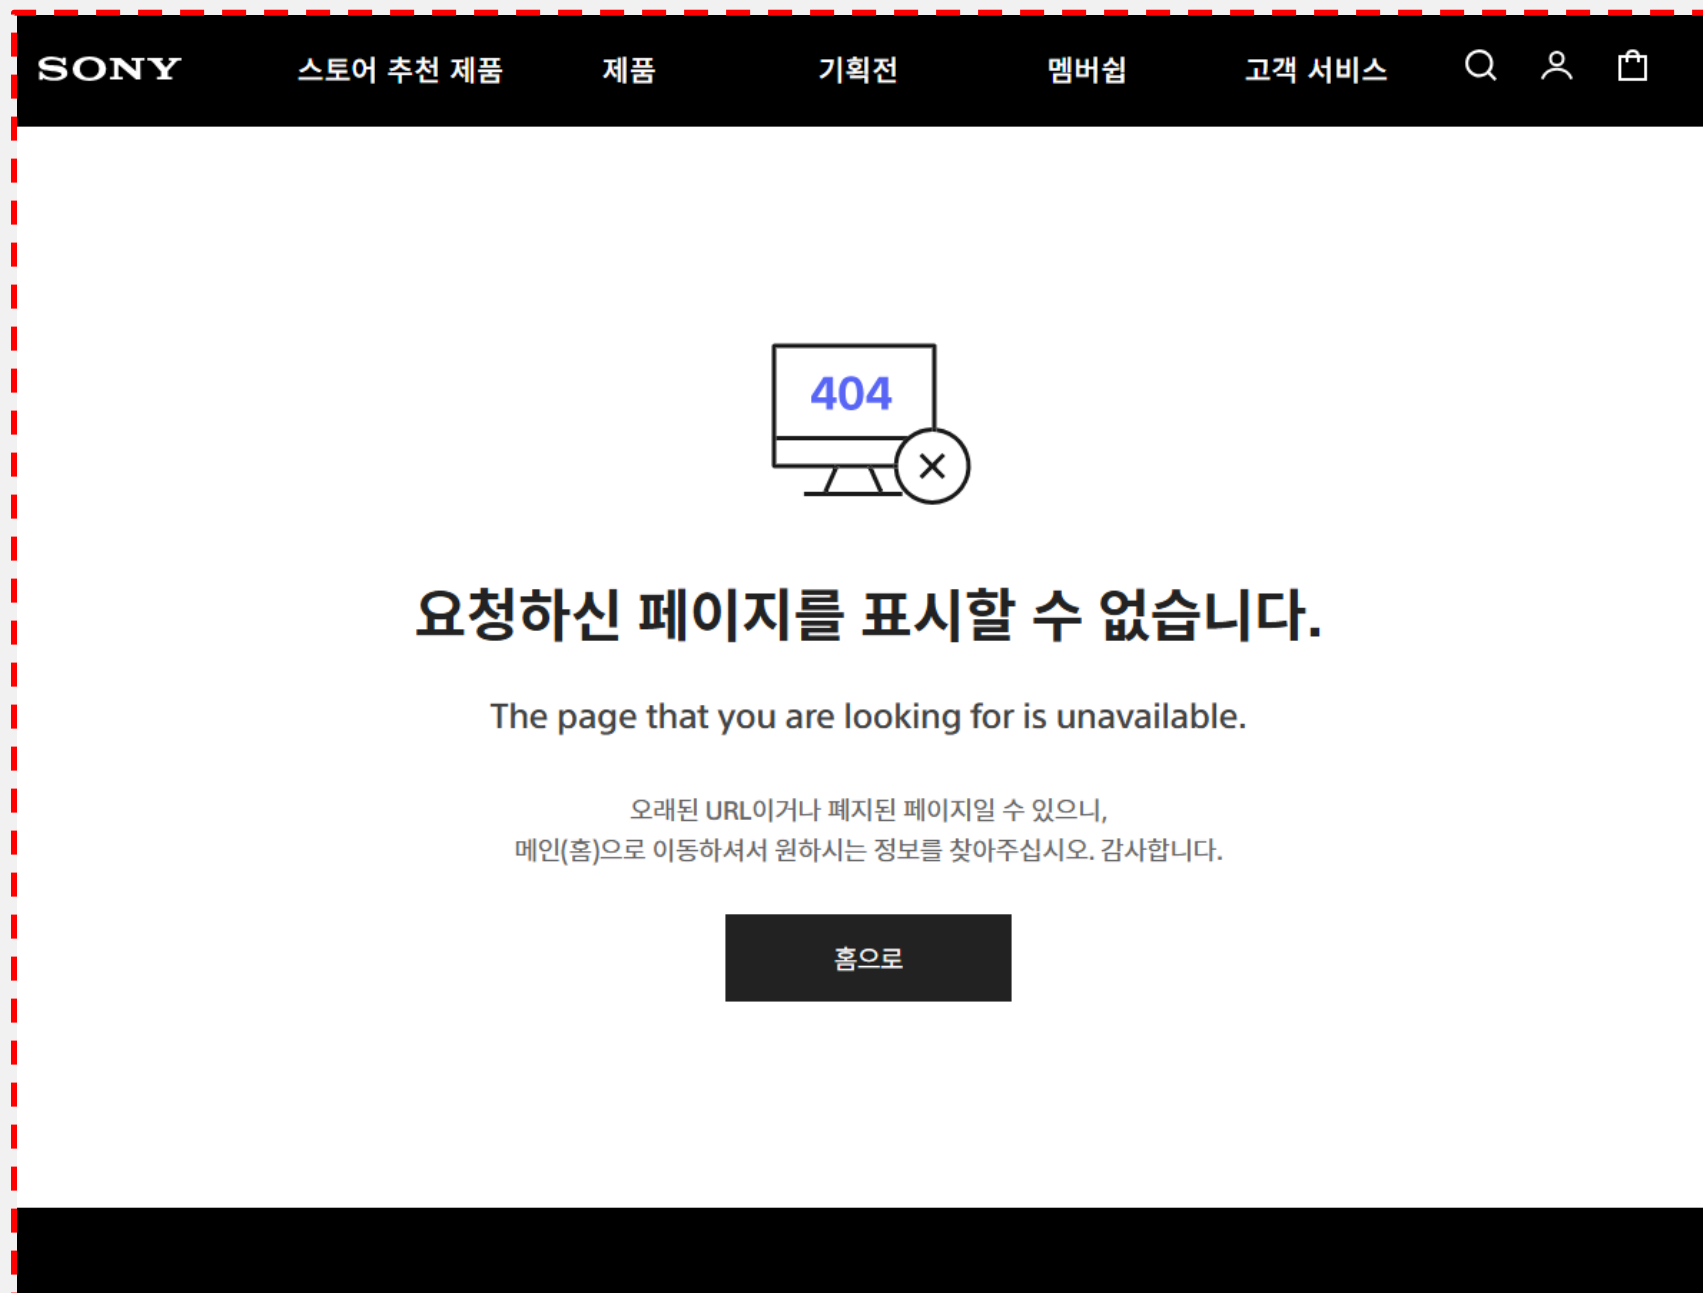 SONY 스토어 추천 제품 제품 기획전 멤버쉽 고객 서비스
404
요청하신 페이지를 표시할 수 없습니다.
The page that you are looking for is unavailable.
오래된 URL이거나 폐지된 페이지일 수 있으니,
메인(홈)으로 이동하셔서 원하시는 정보를 찾아주십시오. 감사합니다.
홈으로